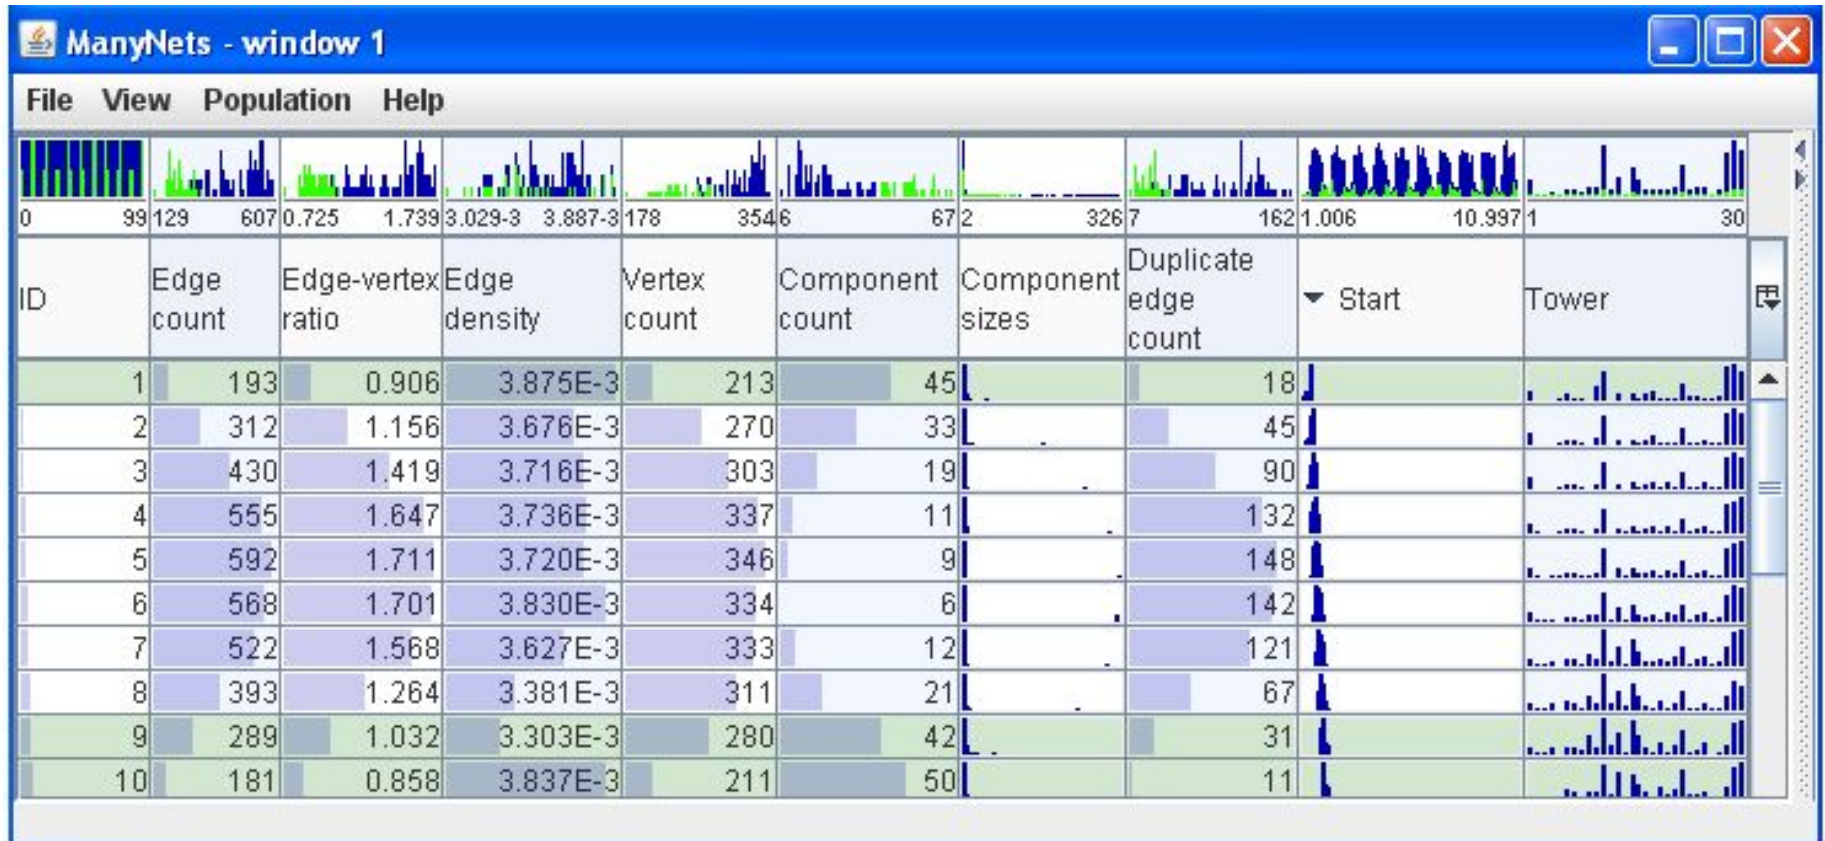 ManyNets - window 1
File View Population Help
0 99 129 607 0.725 1.739 3.029-3 3.887-3 178 354 6 67 2 326 7 162 1.006 10.997 1 30
ID Edge count Edge-vertex ratio Edge density Vertex count Component count Component sizes Duplicate edge count Start Tower
1 193 0.906 3.875E-3 213 45 18
2 312 1.156 3.676E-3 270 33 45
3 430 1.419 3.716E-3 303 19 90
4 555 1.647 3.736E-3 337 11 132
5 592 1.711 3.720E-3 346 9 148
6 568 1.701 3.830E-3 334 6 142
7 522 1.568 3.627E-3 333 12 121
8 393 1.264 3.381E-3 311 21 67
9 289 1.032 3.303E-3 280 42 31
10 181 0.858 3.837E-3 211 50 11